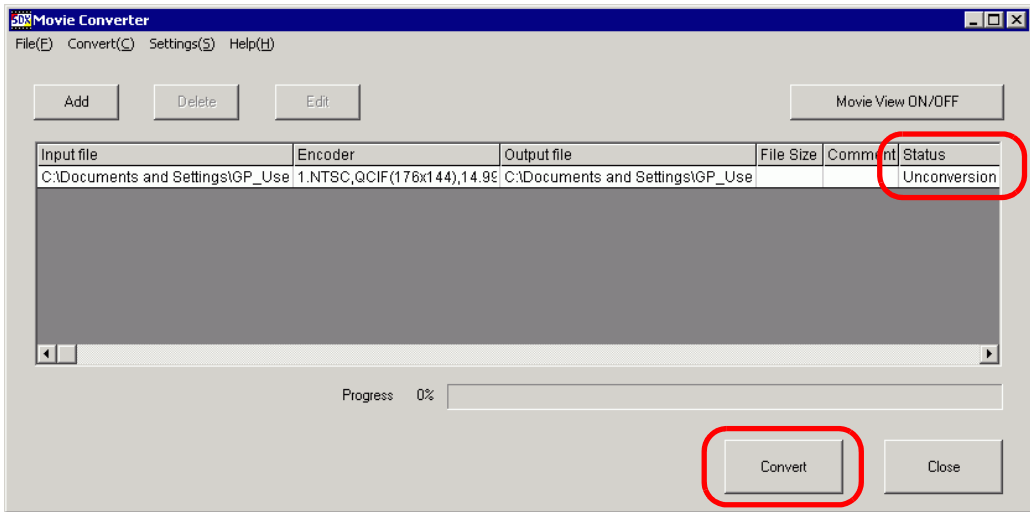 SDX Movie Converter
File(F) Convert(C) Settings(S) Help(H)
Add Delete Edit Movie View ON/OFF
Input file Encoder Output file File Size Comment Status
C:\Documents and Settings\GP_Use 1.NTSC,QCIF(176x144),14.99 C:\Documents and Settings\GP_Use Unconversion
Progress 0%
Convert Close